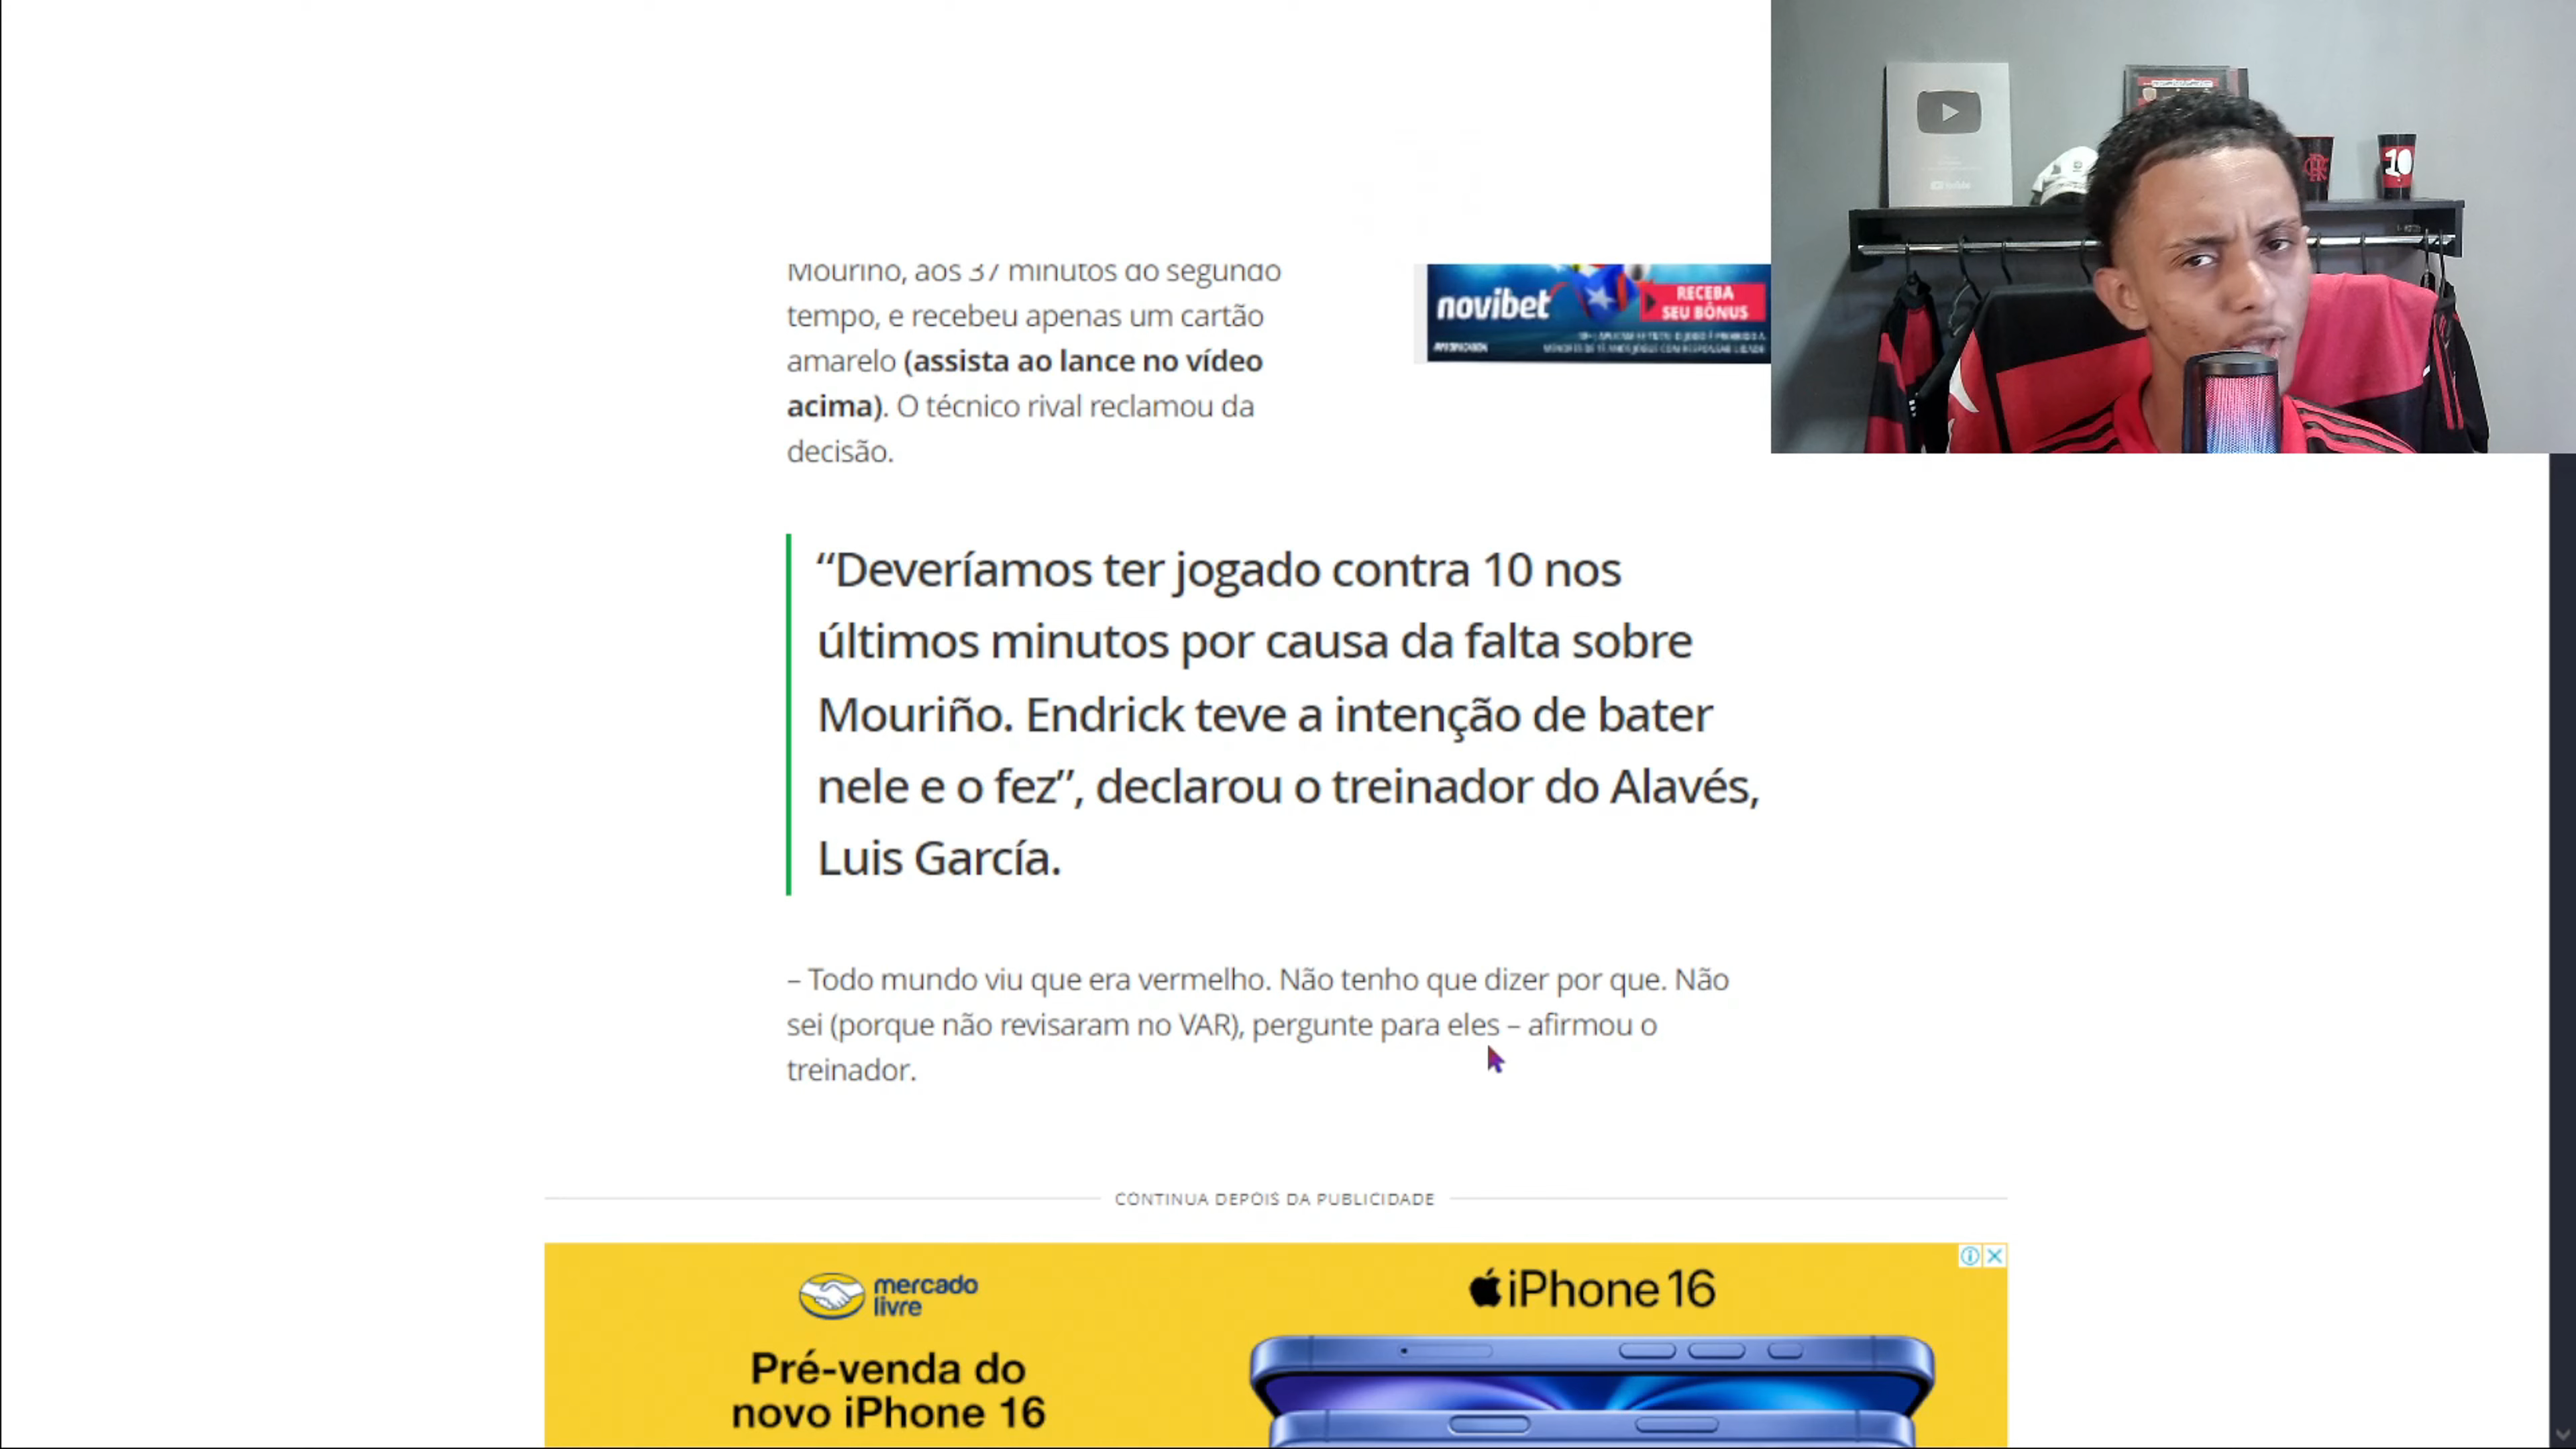 Mouriño, aos 37 minutos do segundo
tempo, e recebeu apenas um cartão
amarelo (assista ao lance no vídeo
acima). O técnico rival reclamou da
decisão.
novibet
RECEBA
SEU BÔNUS
10
“Deveríamos ter jogado contra 10 nos
últimos minutos por causa da falta sobre
Mouriño. Endrick teve a intenção de bater
nele e o fez”, declarou o treinador do Alavés,
Luis García.
– Todo mundo viu que era vermelho. Não tenho que dizer por que. Não
sei (porque não revisaram no VAR), pergunte para eles – afirmou o
treinador.
CONTINUA DEPOIS DA PUBLICIDADE
mercado
livre
Pré-venda do
novo iPhone 16
iPhone 16